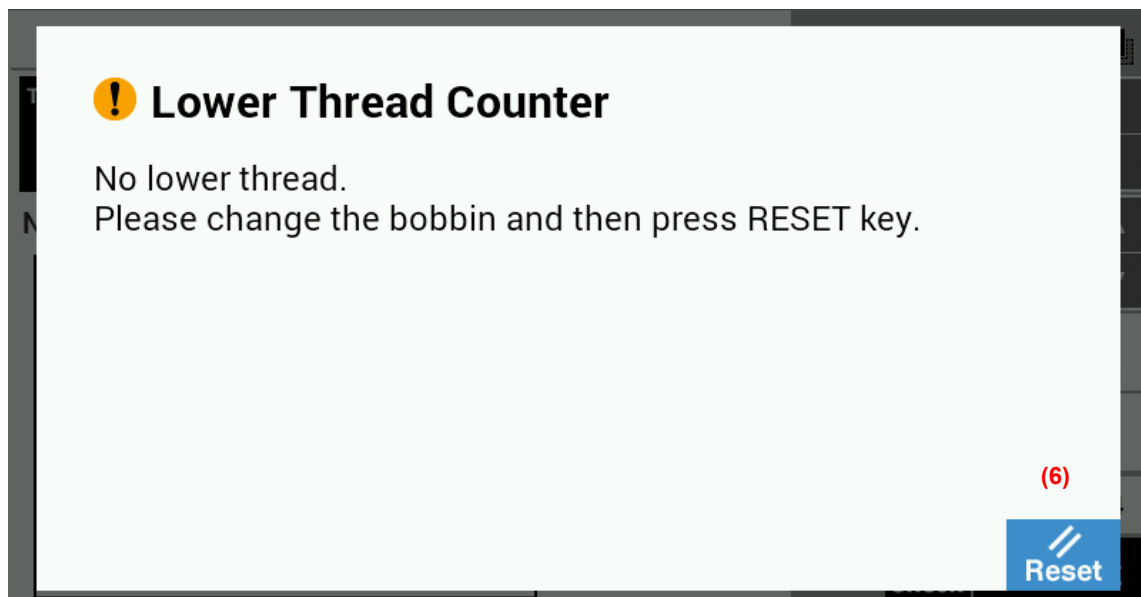 Lower Thread Counter
No lower thread.
Please change the bobbin and then press RESET key.
(6)
Reset